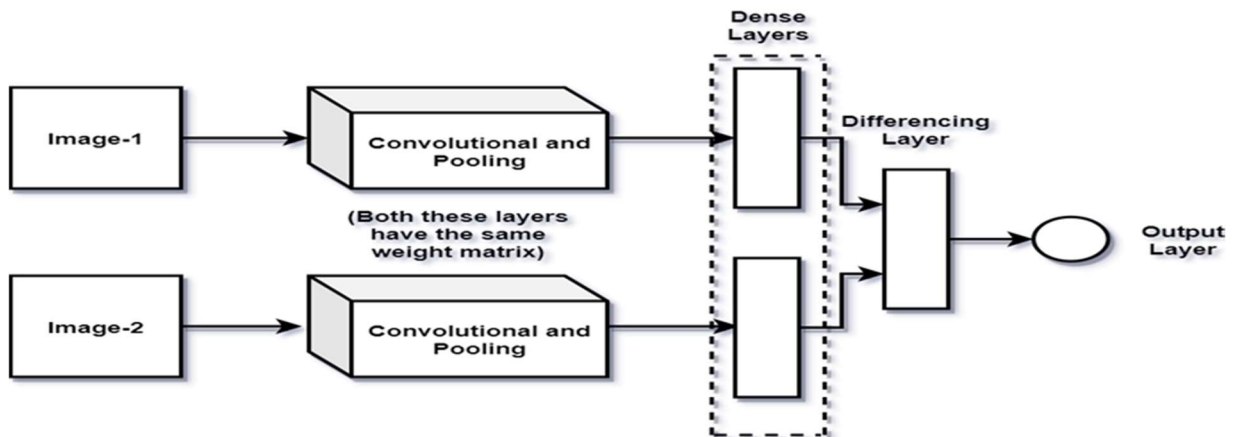 Dense
Layers
Image-1
Convolutional and
Pooling
Differencing
Layer
(Both these layers
have the same
weight matrix)
Output
Layer
Image-2
Convolutional and
Pooling